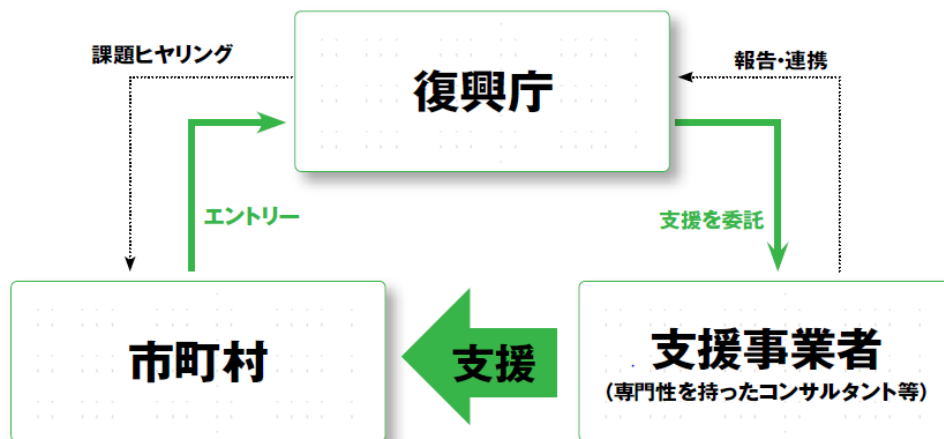 課題ヒヤリング
報告・連携
復興庁
エントリー
支援を委託
市町村
支援
支援事業者
(専門性を持ったコンサルタント等)